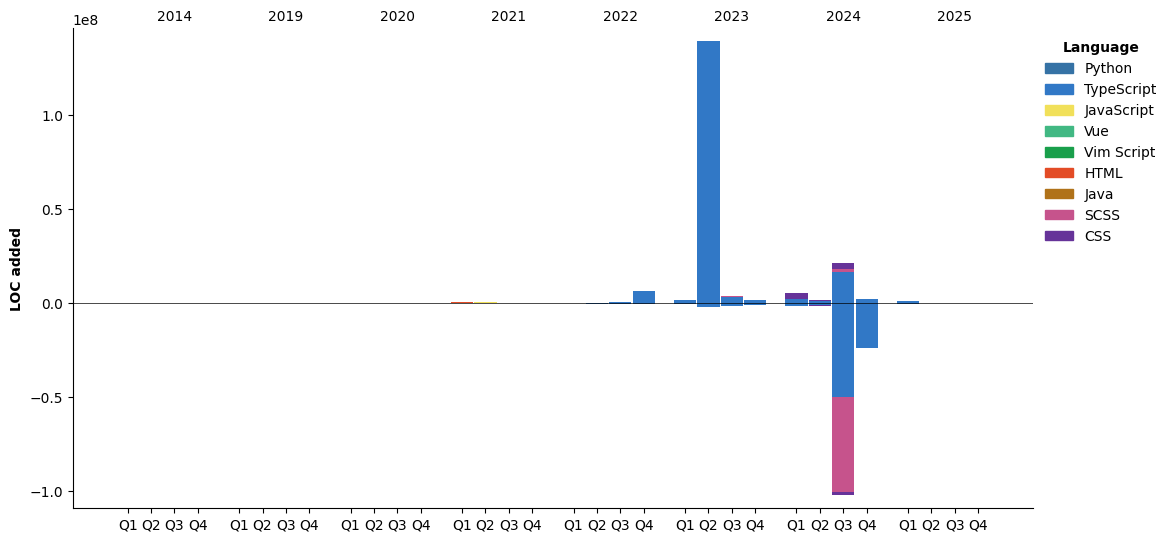 1e8
2014 2019 2020 2021 2022 2023 2024 2025
LOC added
1.0
0.5
0.0
−0.5
−1.0
Q1 Q2 Q3 Q4 Q1 Q2 Q3 Q4 Q1 Q2 Q3 Q4 Q1 Q2 Q3 Q4 Q1 Q2 Q3 Q4 Q1 Q2 Q3 Q4 Q1 Q2 Q3 Q4 Q1 Q2 Q3 Q4
Language
Python
TypeScript
JavaScript
Vue
Vim Script
HTML
Java
SCSS
CSS